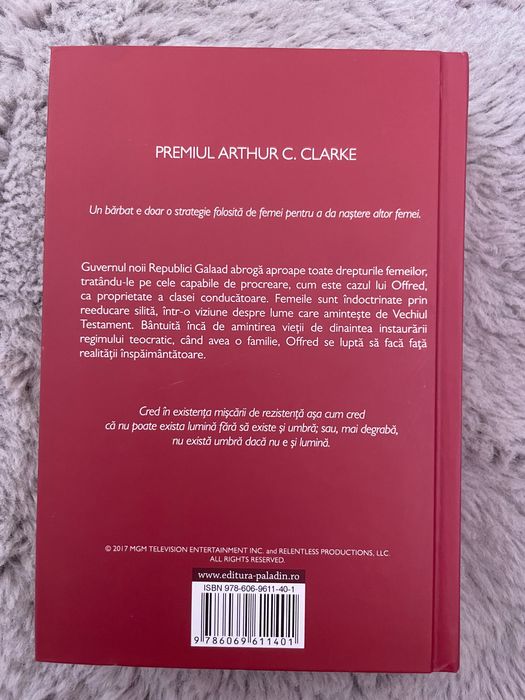 PREMIUL ARTHUR C. CLARKE
Un bărbat e doar o strategie folosită de femei pentru a da naștere altor femei.
Guvernul noii Republici Galaad abrogă aproape toate drepturile femeilor,
tratându-le pe cele capabile de procreare, cum este cazul lui Offred,
ca proprietate a clasei conducătoare. Femeile sunt îndoctrinate prin
reeducare silită, într-o viziune despre lume care amintește de Vechiul
Testament. Bântuită încă de amintirea vieții de dinaintea instaurării
regimului teocratic, când avea o familie, Offred se luptă să facă față
realității înspăimântătoare.
Cred în existența mișcării de rezistență așa cum cred
că nu poate exista lumină fără să existe și umbră; sau, mai degrabă,
nu există umbră dacă nu e și lumină.
© 2017 MGM TELEVISION ENTERTAINMENT INC. and RELENTLESS PRODUCTIONS, LLC.
ALL RIGHTS RESERVED.
www.editura-paladin.ro
ISBN 978-606-9611-40-1
9 786069 611401